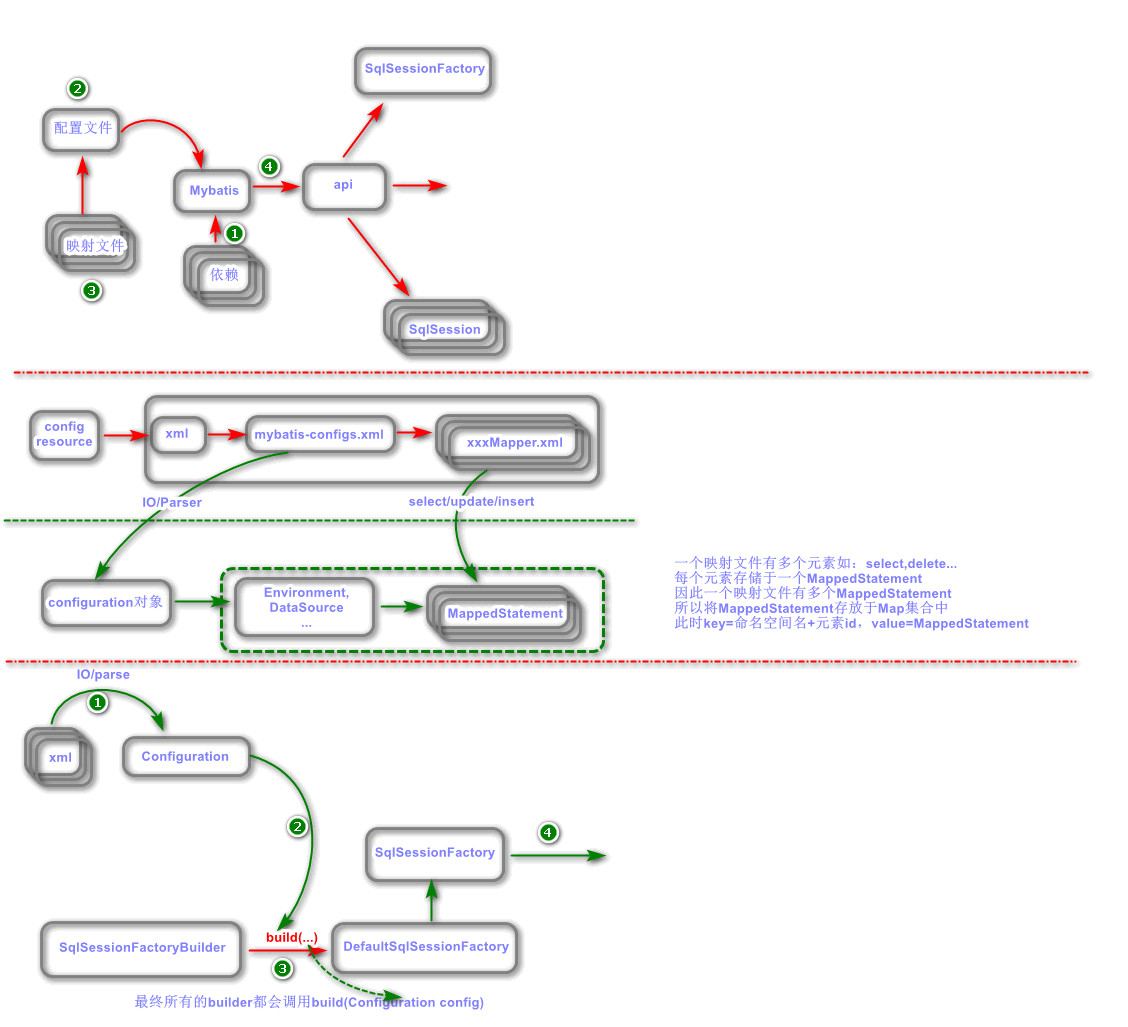 SqlSessionFactory
2
配置文件
4
Mybatis
api
1
映射文件
依赖
3
SqlSession
config
resource
xml
mybatis-configs.xml
xxxMapper.xml
IO/Parser
select/update/insert
一个映射文件有多个元素如：select,delete...
每个元素存储于一个MappedStatement
因此一个映射文件有多个MappedStatement
所以将MappedStatement存放于Map集合中
此时key=命名空间名+元素id，value=MappedStatement
configuration对象
Environment,
DataSource
...
MappedStatement
IO/parse
1
xml
Configuration
2
4
SqlSessionFactory
SqlSessionFactoryBuilder
build(...)
DefaultSqlSessionFactory
3
最终所有的builder都会调用build(Configuration config)